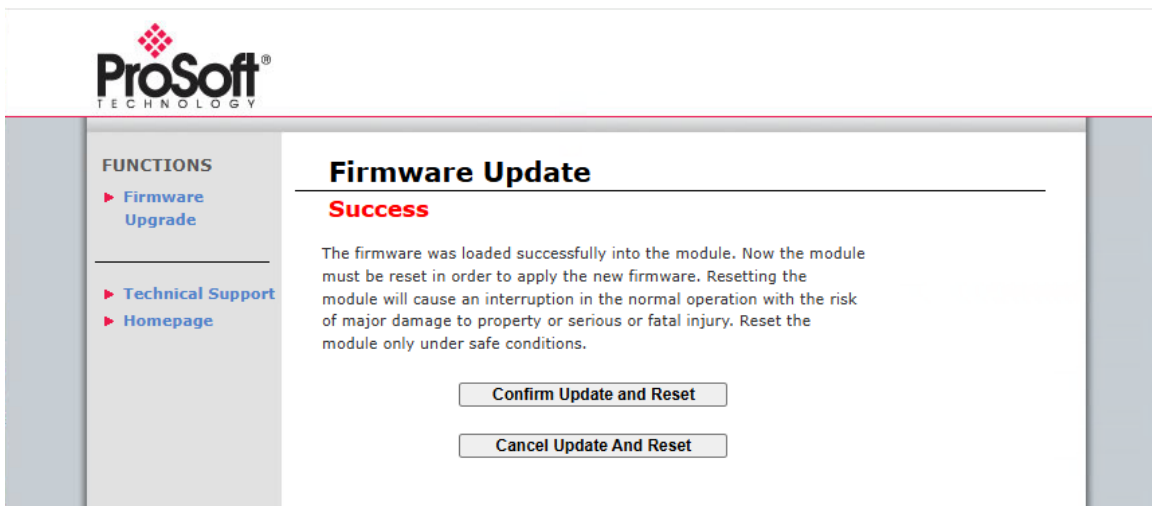 ProSoft®
TECHNOLOGY
FUNCTIONS
Firmware
Upgrade
Technical Support
Homepage
Firmware Update
Success
The firmware was loaded successfully into the module. Now the module
must be reset in order to apply the new firmware. Resetting the
module will cause an interruption in the normal operation with the risk
of major damage to property or serious or fatal injury. Reset the
module only under safe conditions.
Confirm Update and Reset
Cancel Update And Reset